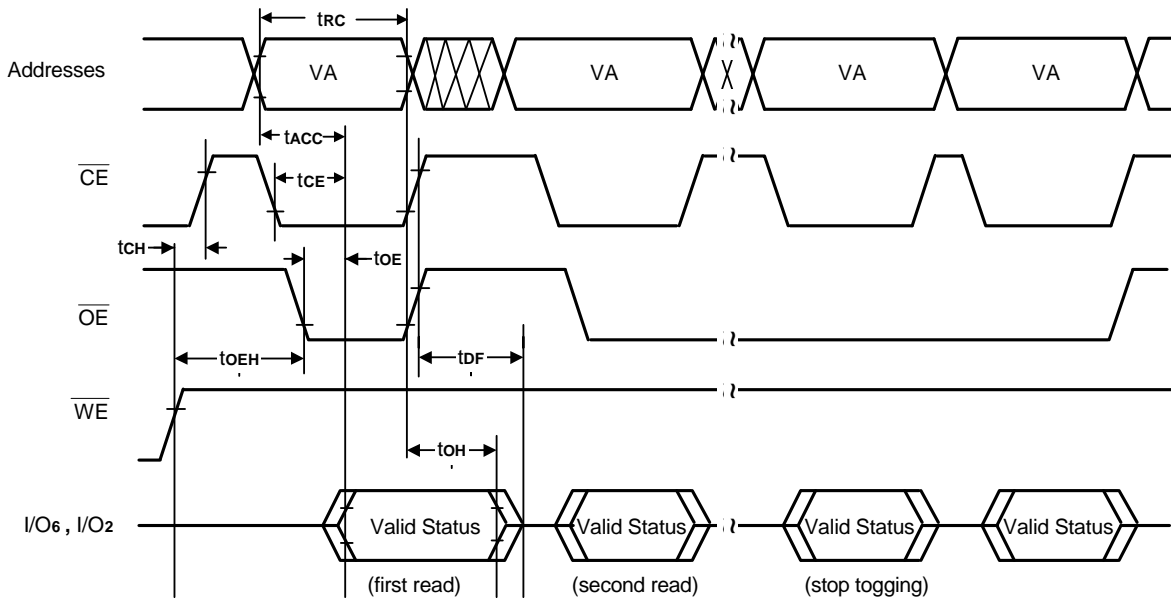 tRC
Addresses
VA
VA
VA
VA
tACC
CE
tCE
tCH
tOE
OE
tOEH
tDF
WE
tOH
I/O6 , I/O2
Valid Status
Valid Status
Valid Status
Valid Status
(first read)
(second read)
(stop togging)